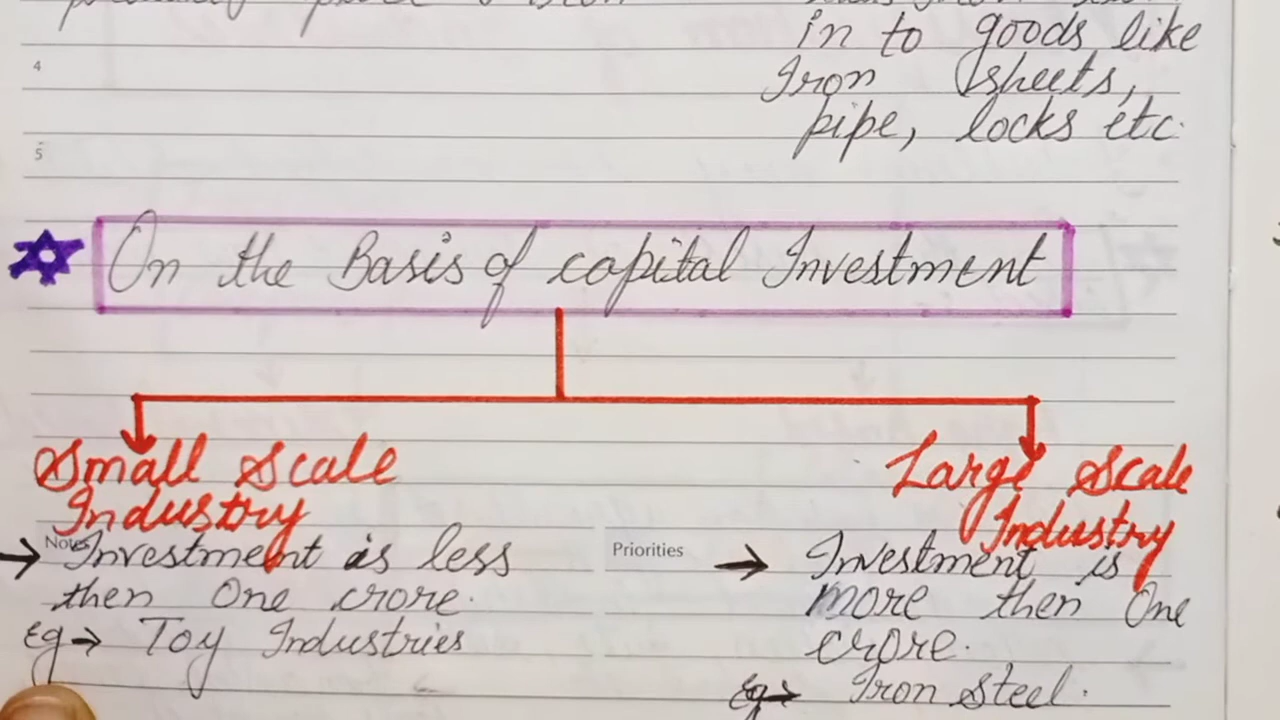 in to goods like
Iron sheets,
pipe, locks etc.
4
5
On the Basis of capital Investment
Small Scale
Industry
Notes
→ Investment is less
then One crore.
Eg → Toy Industries
Priorities
Large Scale
Industry
→ Investment is
more then One
crore.
Eg → Iron Steel.